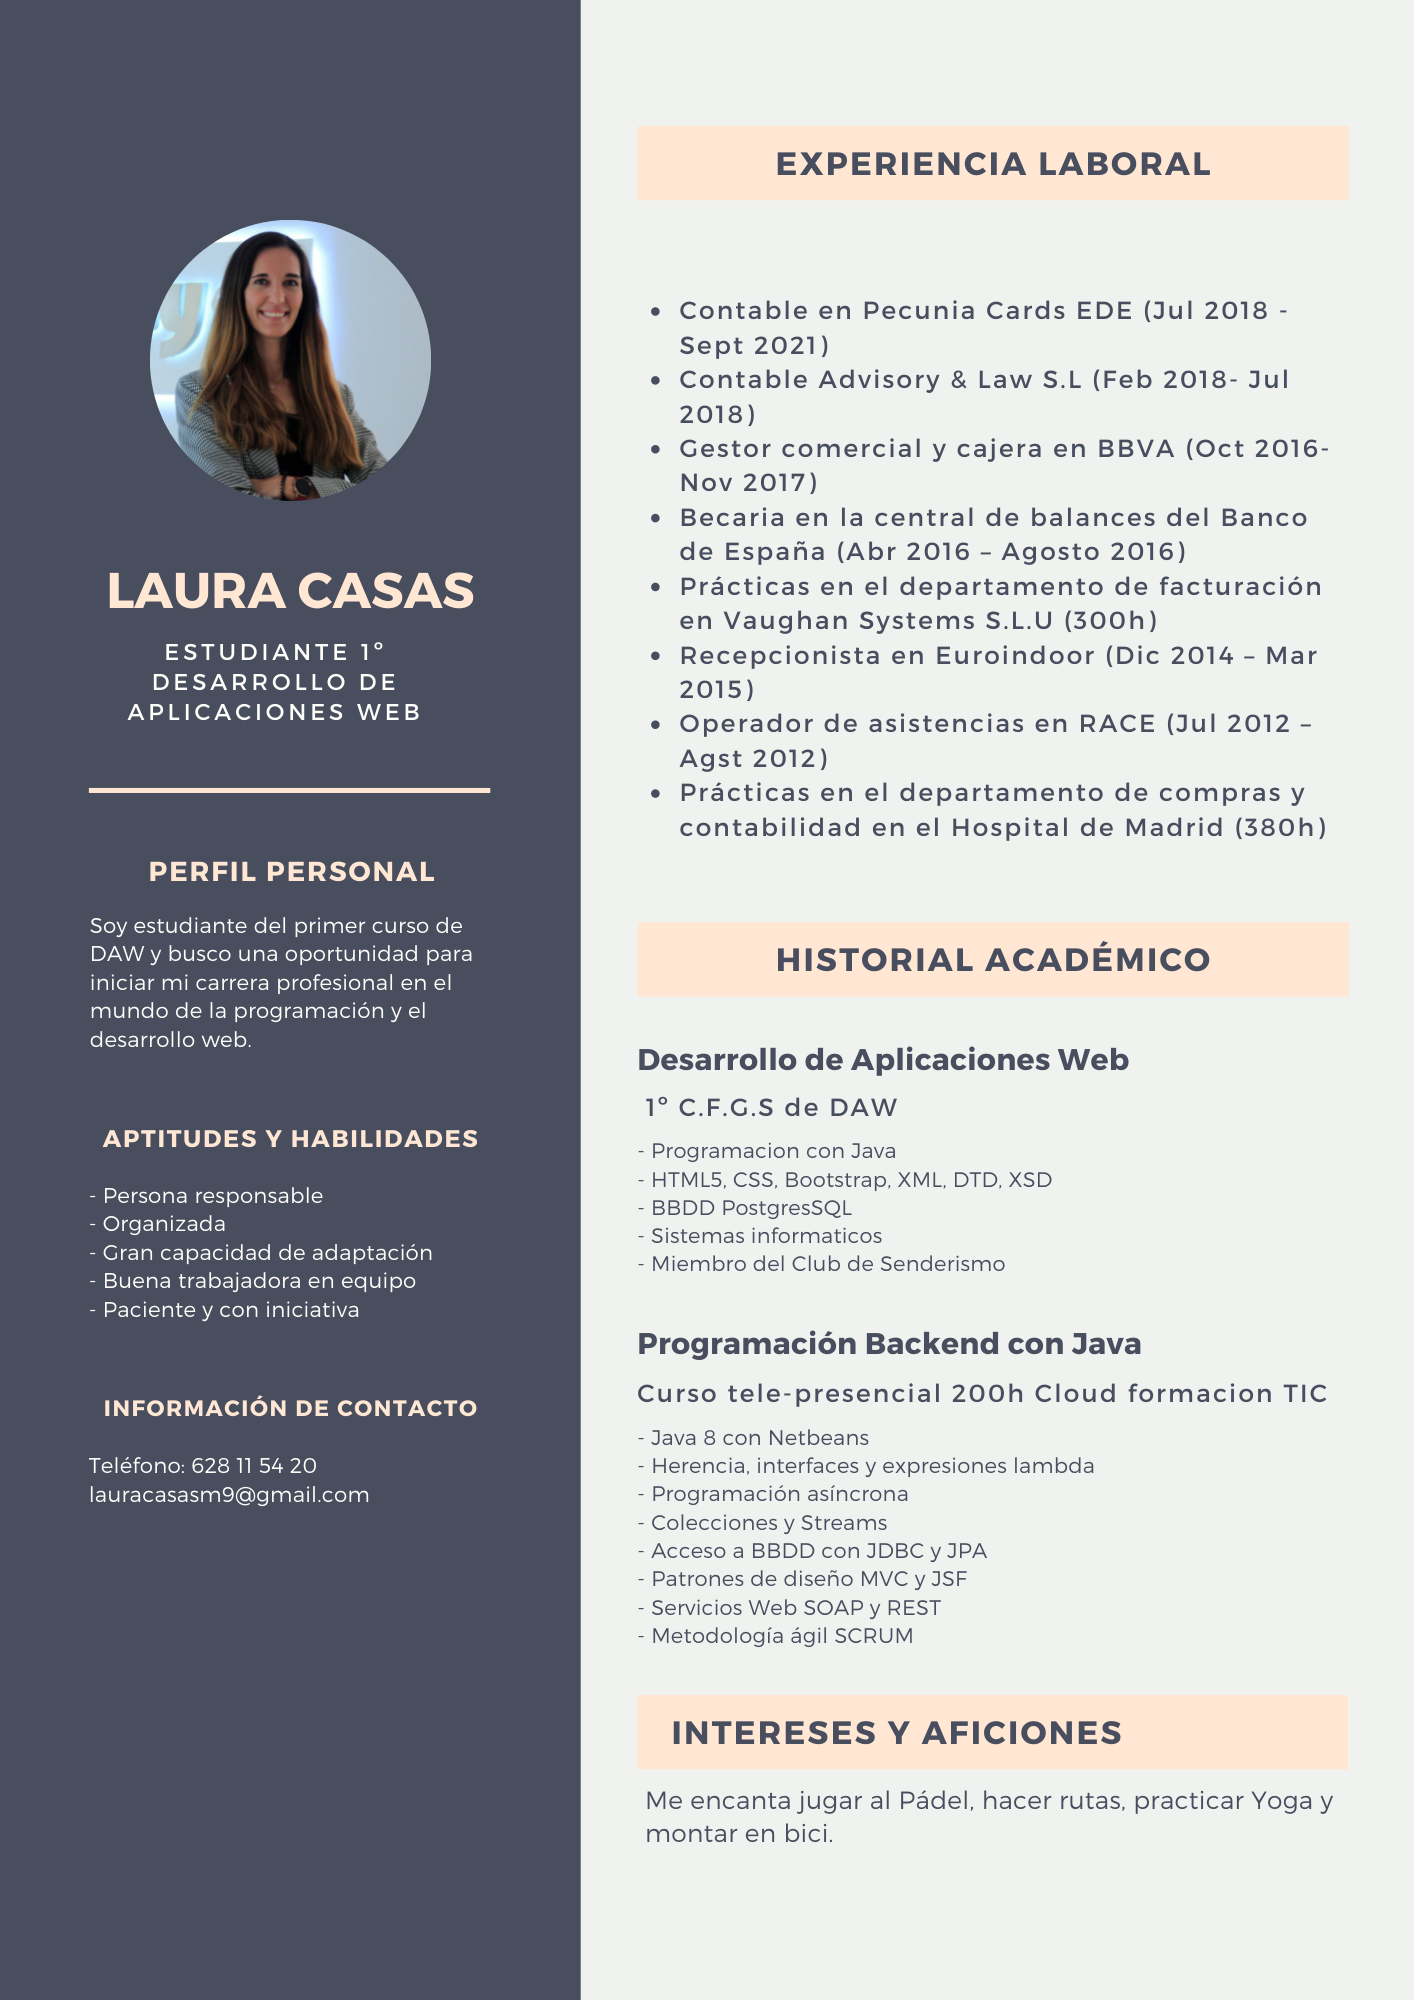 LAURA CASAS
ESTUDIANTE 1º
DESARROLLO DE
APLICACIONES WEB
PERFIL PERSONAL
Soy estudiante del primer curso de
DAW y busco una oportunidad para
iniciar mi carrera profesional en el
mundo de la programación y el
desarrollo web.
APTITUDES Y HABILIDADES
- Persona responsable
- Organizada
- Gran capacidad de adaptación
- Buena trabajadora en equipo
- Paciente y con iniciativa
INFORMACIÓN DE CONTACTO
Teléfono: 628 11 54 20
lauracasasm9@gmail.com
EXPERIENCIA LABORAL
• Contable en Pecunia Cards EDE (Jul 2018 -
Sept 2021)
• Contable Advisory & Law S.L (Feb 2018- Jul
2018)
• Gestor comercial y cajera en BBVA (Oct 2016-
Nov 2017)
• Becaria en la central de balances del Banco
de España (Abr 2016 – Agosto 2016)
• Prácticas en el departamento de facturación
en Vaughan Systems S.L.U (300h)
• Recepcionista en Euroindoor (Dic 2014 – Mar
2015)
• Operador de asistencias en RACE (Jul 2012 –
Agst 2012)
• Prácticas en el departamento de compras y
contabilidad en el Hospital de Madrid (380h)
HISTORIAL ACADÉMICO
Desarrollo de Aplicaciones Web
1º C.F.G.S de DAW
- Programacion con Java
- HTML5, CSS, Bootstrap, XML, DTD, XSD
- BBDD PostgresSQL
- Sistemas informaticos
- Miembro del Club de Senderismo
Programación Backend con Java
Curso tele-presencial 200h Cloud formacion TIC
- Java 8 con Netbeans
- Herencia, interfaces y expresiones lambda
- Programación asíncrona
- Colecciones y Streams
- Acceso a BBDD con JDBC y JPA
- Patrones de diseño MVC y JSF
- Servicios Web SOAP y REST
- Metodología ágil SCRUM
INTERESES Y AFICIONES
Me encanta jugar al Pádel, hacer rutas, practicar Yoga y
montar en bici.